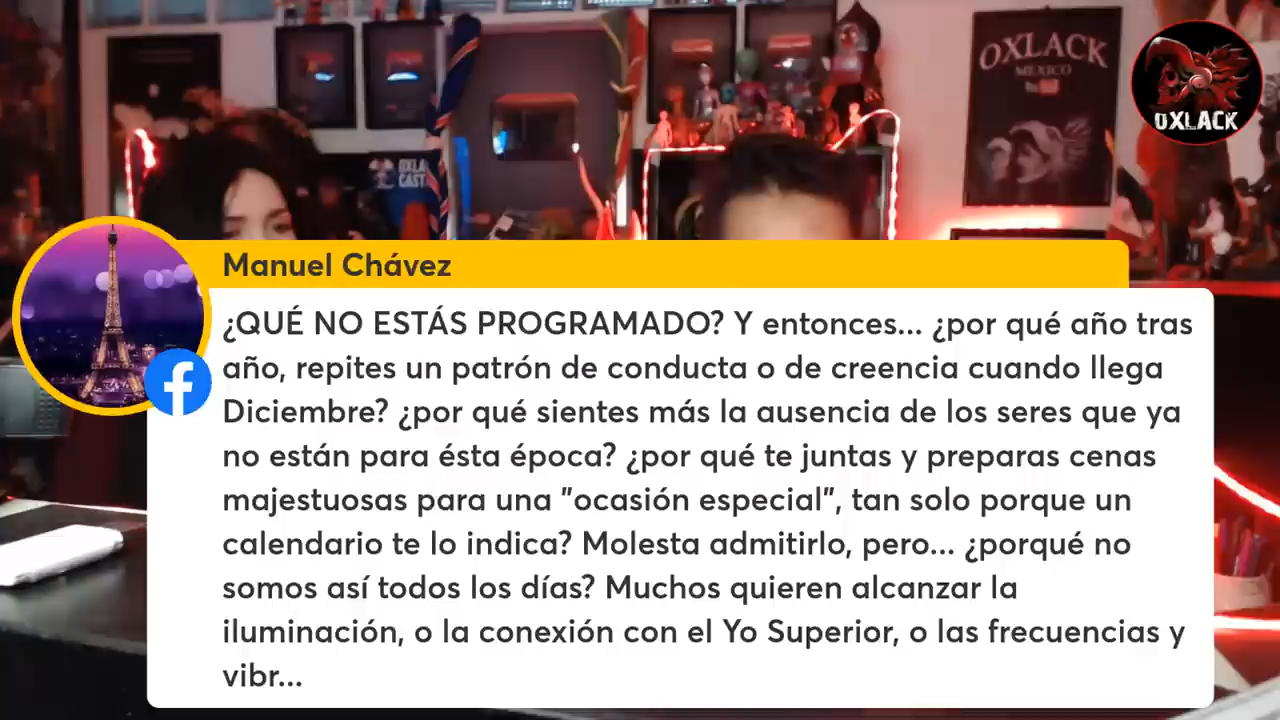 OXLACK
MEXICO
OXLACK
OXLA
CAST
Manuel Chávez
¿QUÉ NO ESTÁS PROGRAMADO? Y entonces... ¿por qué año tras
año, repites un patrón de conducta o de creencia cuando llega
Diciembre? ¿por qué sientes más la ausencia de los seres que ya
no están para ésta época? ¿por qué te juntas y preparas cenas
majestuosas para una "ocasión especial", tan solo porque un
calendario te lo indica? Molesta admitirlo, pero... ¿porqué no
somos así todos los días? Muchos quieren alcanzar la
iluminación, o la conexión con el Yo Superior, o las frecuencias y
vibr...